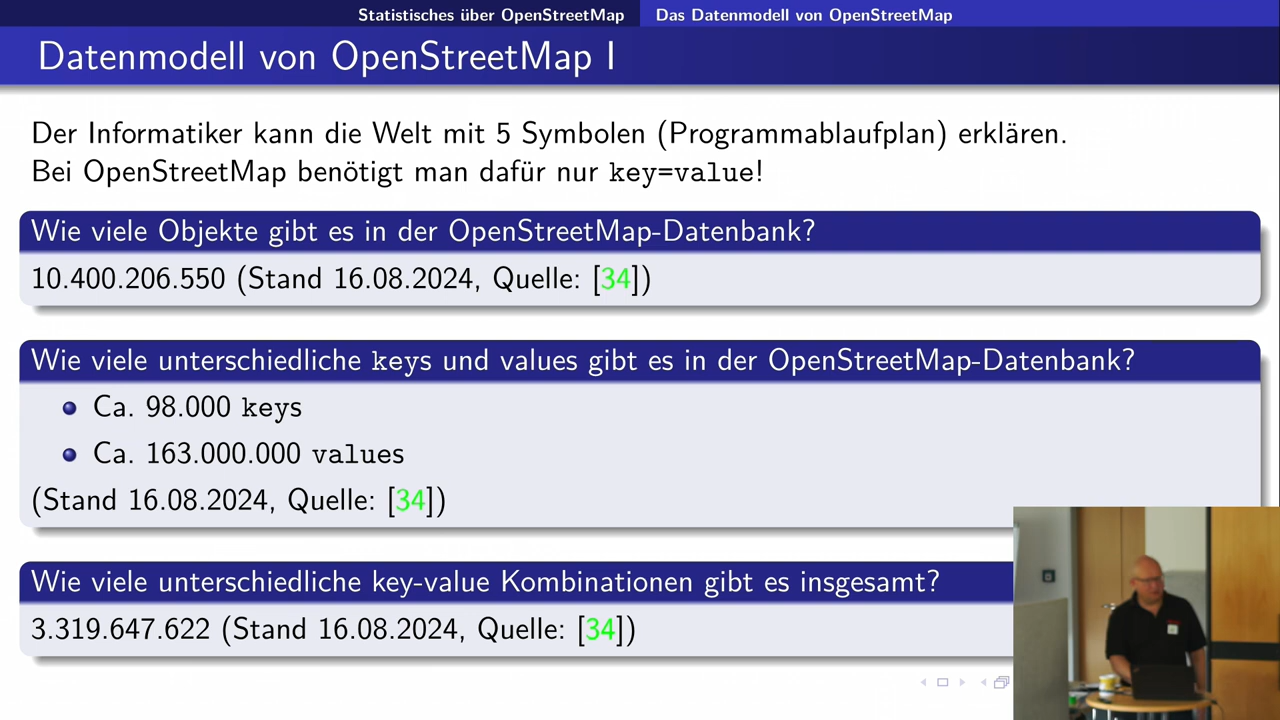 Statistisches über OpenStreetMap Das Datenmodell von OpenStreetMap
Datenmodell von OpenStreetMap I
Der Informatiker kann die Welt mit 5 Symbolen (Programmablaufplan) erklären.
Bei OpenStreetMap benötigt man dafür nur key=value!
Wie viele Objekte gibt es in der OpenStreetMap-Datenbank?
10.400.206.550 (Stand 16.08.2024, Quelle: [34])
Wie viele unterschiedliche keys und values gibt es in der OpenStreetMap-Datenbank?
Ca. 98.000 keys
Ca. 163.000.000 values
(Stand 16.08.2024, Quelle: [34])
Wie viele unterschiedliche key-value Kombinationen gibt es insgesamt?
3.319.647.622 (Stand 16.08.2024, Quelle: [34])